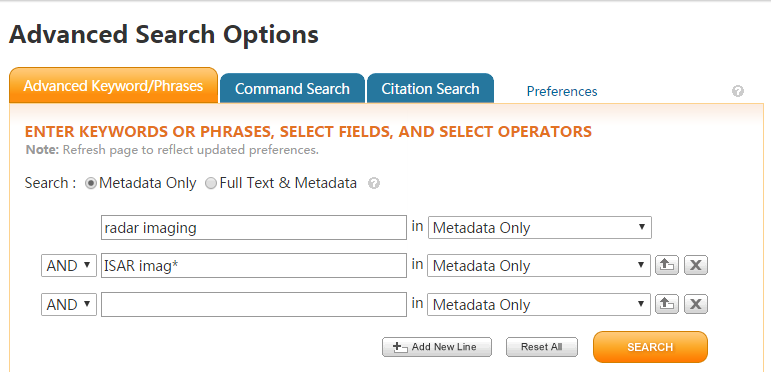 Advanced Search Options
Advanced Keyword/Phrases Command Search Citation Search Preferences ?
ENTER KEYWORDS OR PHRASES, SELECT FIELDS, AND SELECT OPERATORS
Note: Refresh page to reflect updated preferences.
Search : Metadata Only Full Text & Metadata ?
radar imaging in Metadata Only
AND ISAR imag* in Metadata Only X
AND in Metadata Only X
Add New Line Reset All SEARCH